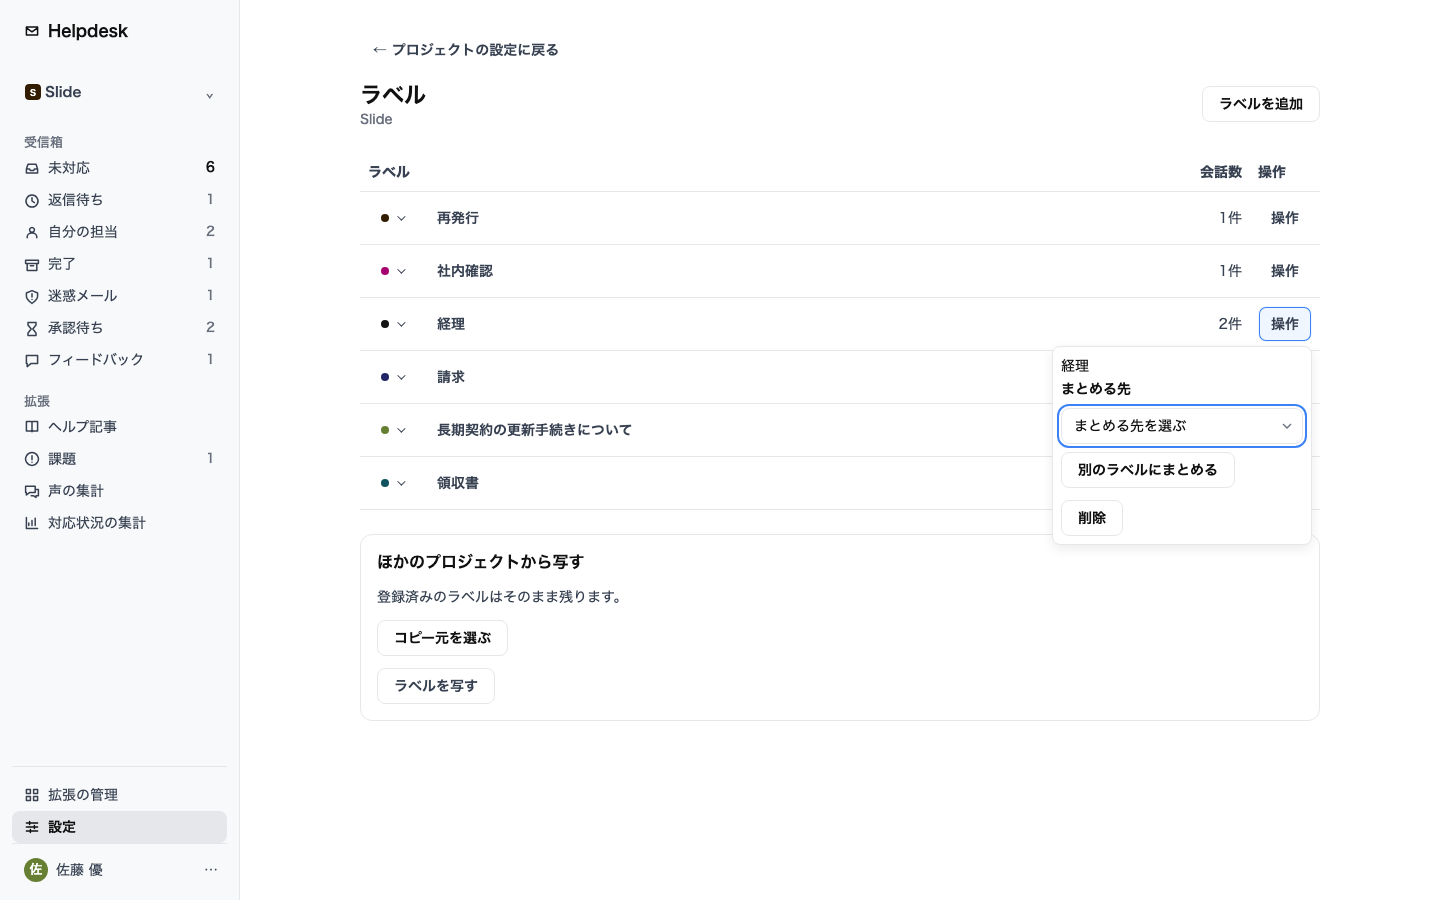 Helpdesk
S Slide
受信箱
未対応 6
返信待ち 1
自分の担当 2
完了 1
迷惑メール 1
承認待ち 2
フィードバック 1
拡張
ヘルプ記事
課題 1
声の集計
対応状況の集計
拡張の管理
設定
佐 佐藤 優 …
← プロジェクトの設定に戻る
ラベル
Slide
ラベルを追加
ラベル 会話数 操作
再発行 1件 操作
社内確認 1件 操作
経理 2件 操作
請求
長期契約の更新手続きについて
領収書
経理
まとめる先
まとめる先を選ぶ
別のラベルにまとめる
削除
ほかのプロジェクトから写す
登録済みのラベルはそのまま残ります。
コピー元を選ぶ
ラベルを写す